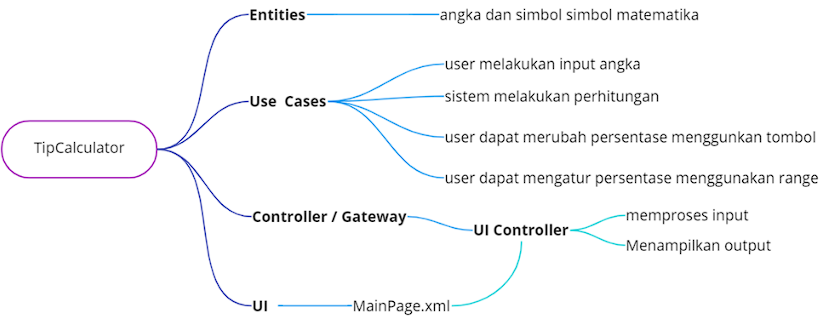 TipCalculator
Entities
angka dan simbol simbol matematika
Use Cases
user melakukan input angka
sistem melakukan perhitungan
user dapat merubah persentase menggunkan tombol
user dapat mengatur persentase menggunakan range
Controller / Gateway
UI Controller
memproses input
Menampilkan output
UI
MainPage.xml